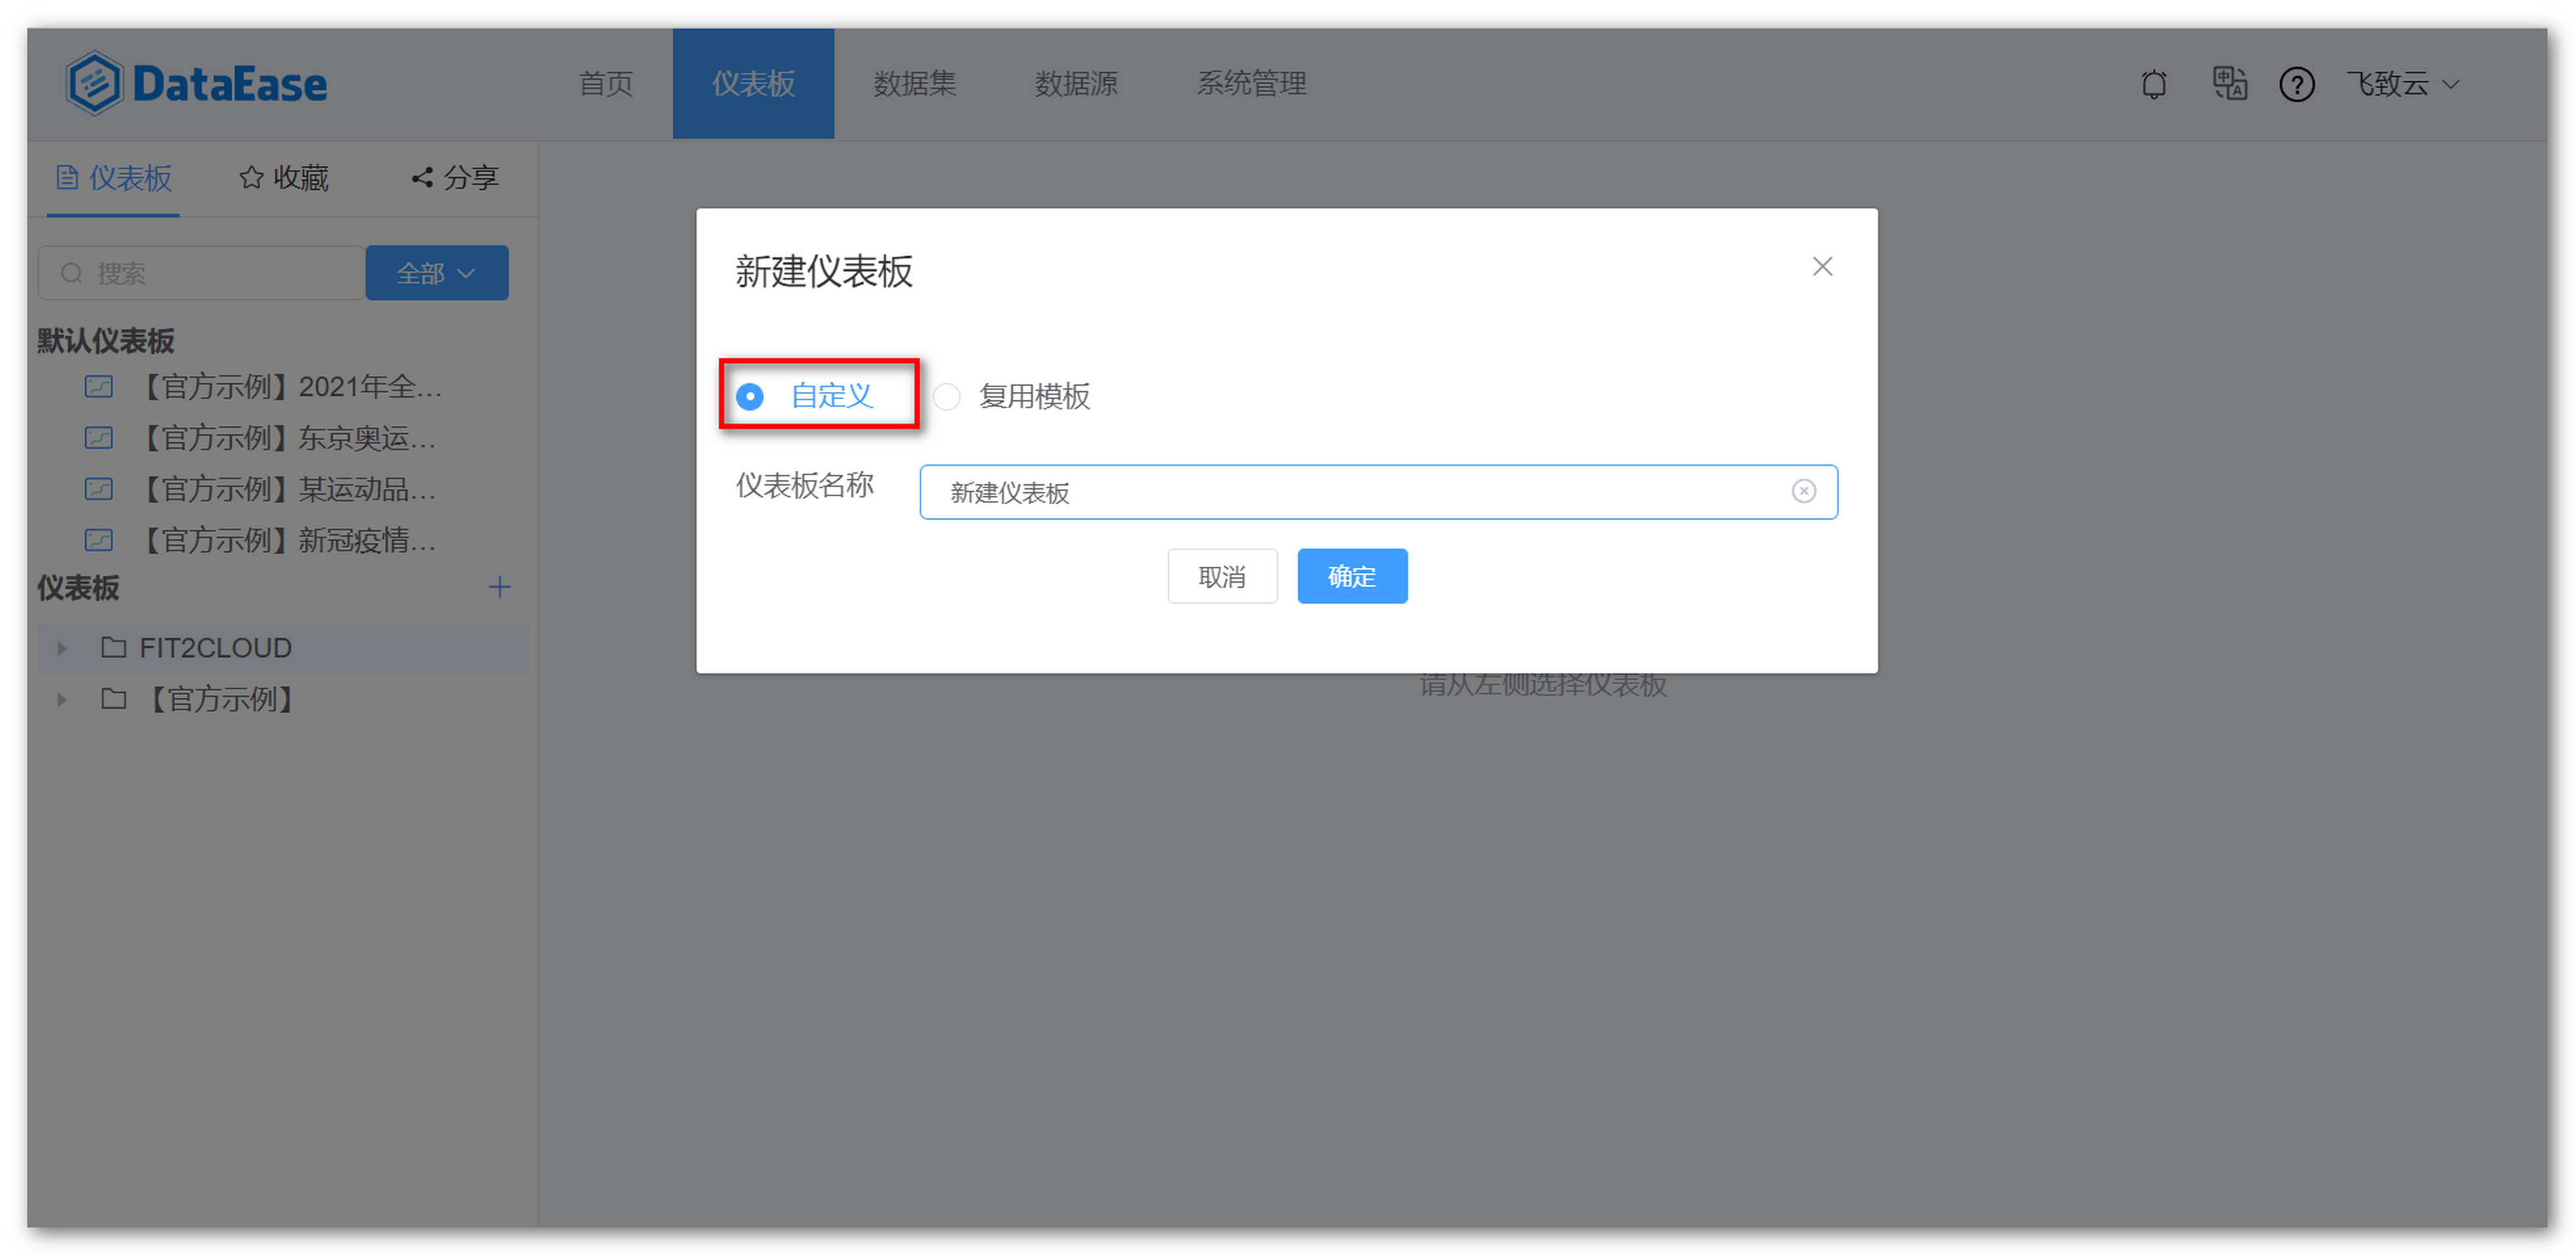 DataEase
首页
仪表板
数据集
数据源
系统管理
飞致云
仪表板
收藏
分享
搜索
全部
默认仪表板
【官方示例】2021年全...
【官方示例】东京奥运...
【官方示例】某运动品...
【官方示例】新冠疫情...
仪表板
FIT2CLOUD
【官方示例】
新建仪表板
自定义
复用模板
仪表板名称
新建仪表板
取消
确定
请从左侧选择仪表板